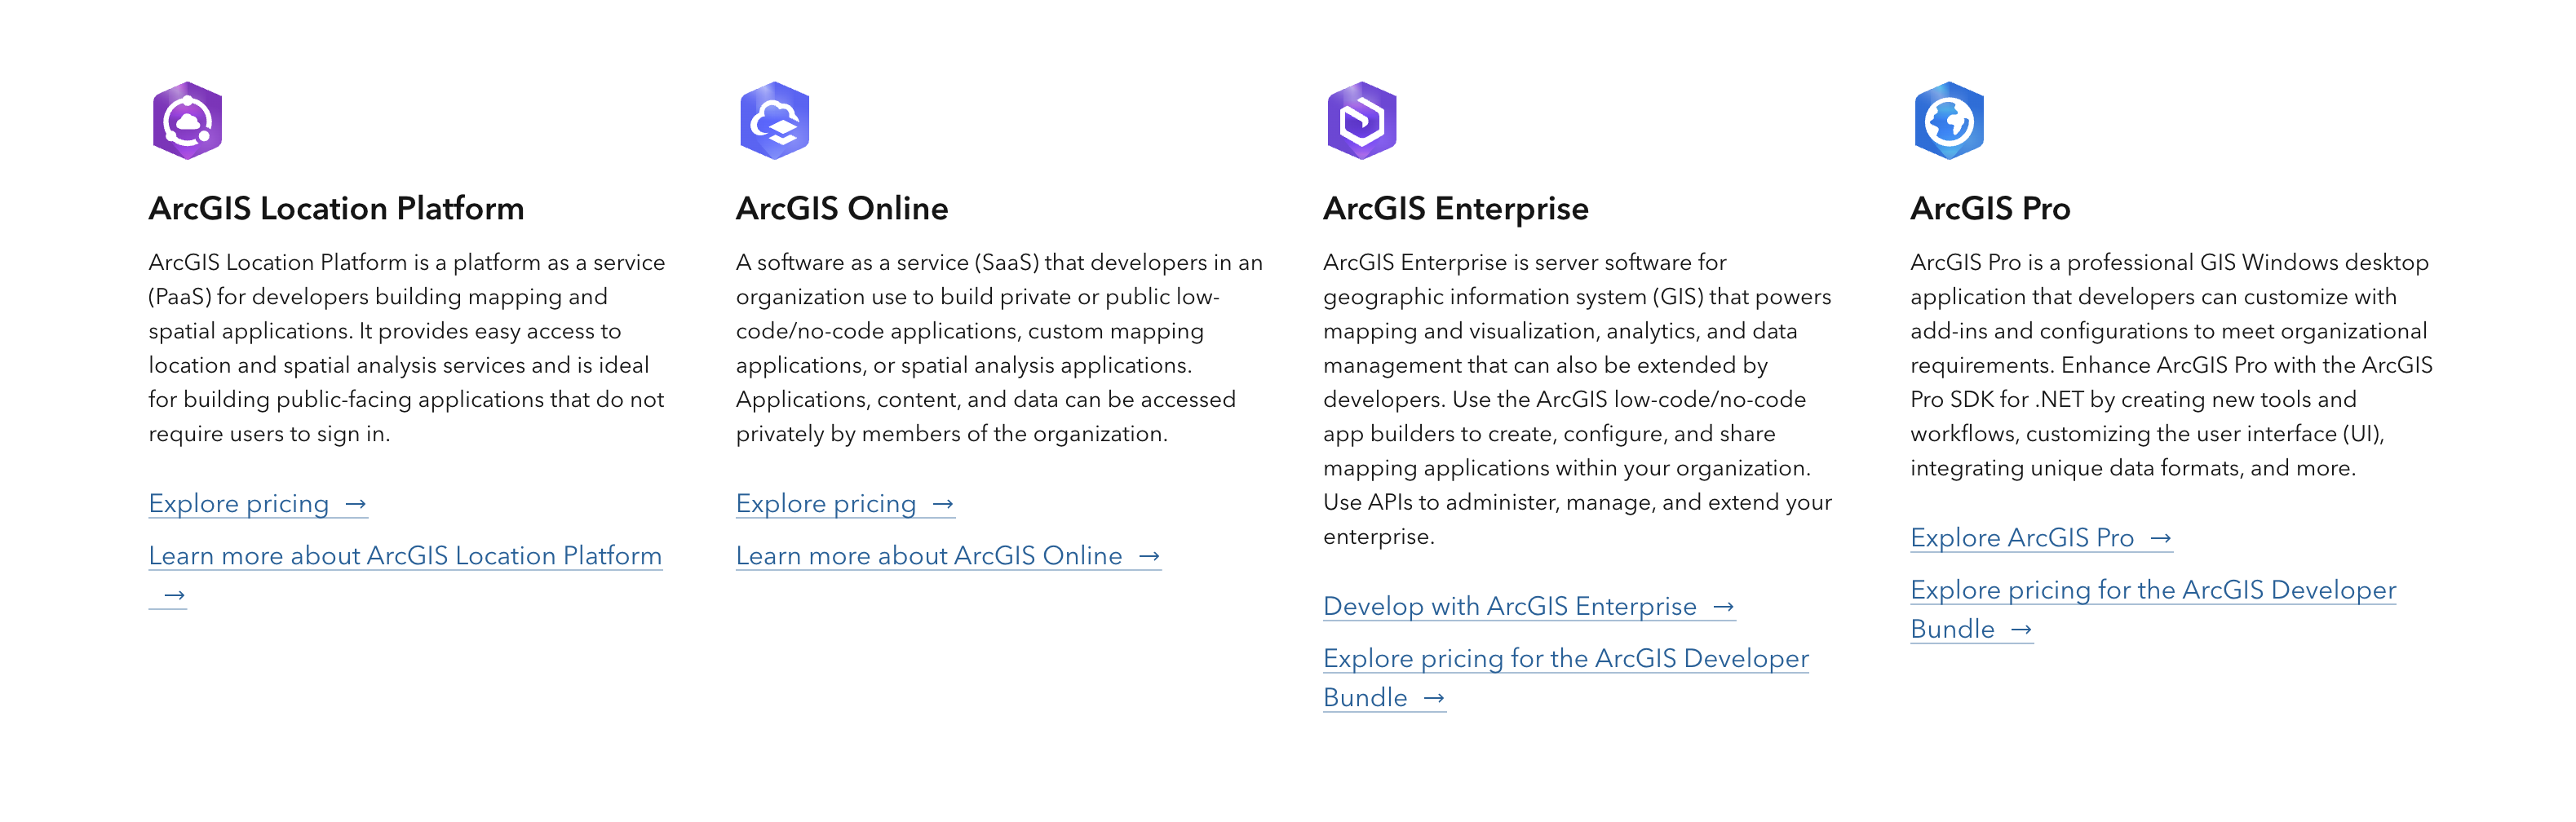 ArcGIS Location Platform
ArcGIS Location Platform is a platform as a service
(PaaS) for developers building mapping and
spatial applications. It provides easy access to
location and spatial analysis services and is ideal
for building public-facing applications that do not
require users to sign in.
Explore pricing →
Learn more about ArcGIS Location Platform
→
ArcGIS Online
A software as a service (SaaS) that developers in an
organization use to build private or public low-
code/no-code applications, custom mapping
applications, or spatial analysis applications.
Applications, content, and data can be accessed
privately by members of the organization.
Explore pricing →
Learn more about ArcGIS Online →
ArcGIS Enterprise
ArcGIS Enterprise is server software for
geographic information system (GIS) that powers
mapping and visualization, analytics, and data
management that can also be extended by
developers. Use the ArcGIS low-code/no-code
app builders to create, configure, and share
mapping applications within your organization.
Use APIs to administer, manage, and extend your
enterprise.
Develop with ArcGIS Enterprise →
Explore pricing for the ArcGIS Developer
Bundle →
ArcGIS Pro
ArcGIS Pro is a professional GIS Windows desktop
application that developers can customize with
add-ins and configurations to meet organizational
requirements. Enhance ArcGIS Pro with the ArcGIS
Pro SDK for .NET by creating new tools and
workflows, customizing the user interface (UI),
integrating unique data formats, and more.
Explore ArcGIS Pro →
Explore pricing for the ArcGIS Developer
Bundle →